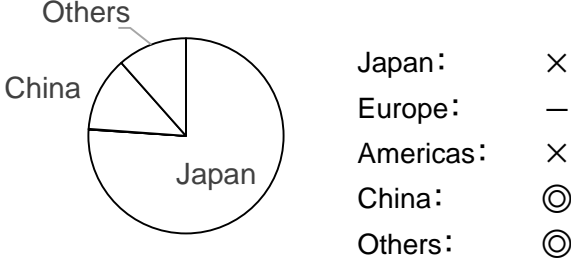 Others
China
Japan
Japan： ×
Europe： －
Americas： ×
China： ◎
Others： ◎